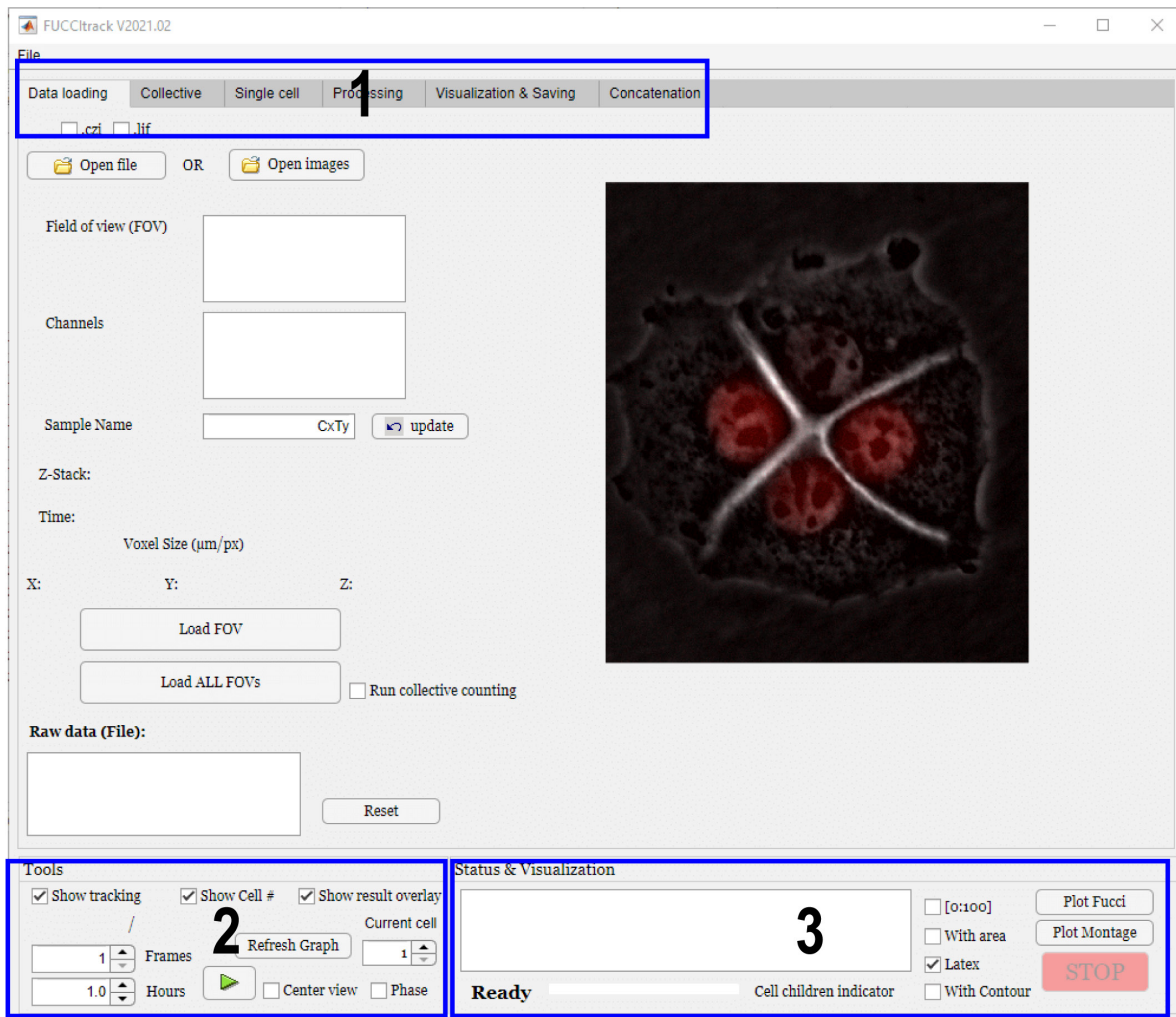 FUCCItrack V2021.02
File
1
Data loading Collective Single cell Processing Visualization & Saving Concatenation
.czi .lif
Open file OR Open images
Field of view (FOV)
Channels
Sample Name CxTy update
Z-Stack:
Time:
Voxel Size (µm/px)
X: Y: Z:
Load FOV
Load ALL FOVs
Run collective counting
Raw data (File):
Reset
Tools
Show tracking Show Cell # Show result overlay
/ Current cell
2
1 Frames Refresh Graph 1
1.0 Hours Center view Phase
Status & Visualization
3
[0:100] Plot Fucci
With area Plot Montage
Latex STOP
Ready Cell children indicator With Contour